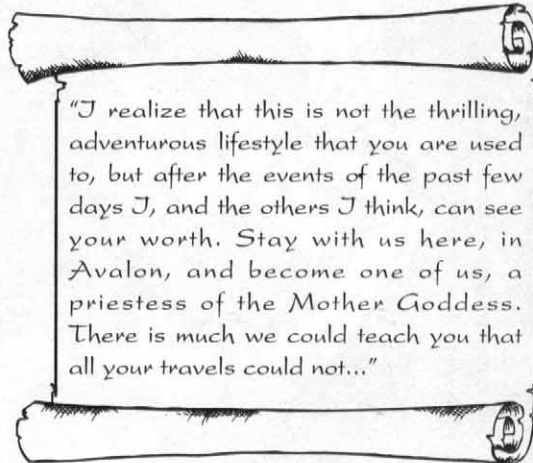 "I realize that this is not the thrilling,
adventurous lifestyle that you are used
to, but after the events of the past few
days I, and the others I think, can see
your worth. Stay with us here, in
Avalon, and become one of us, a
priestess of the Mother Goddess.
There is much we could teach you that
all your travels could not..."